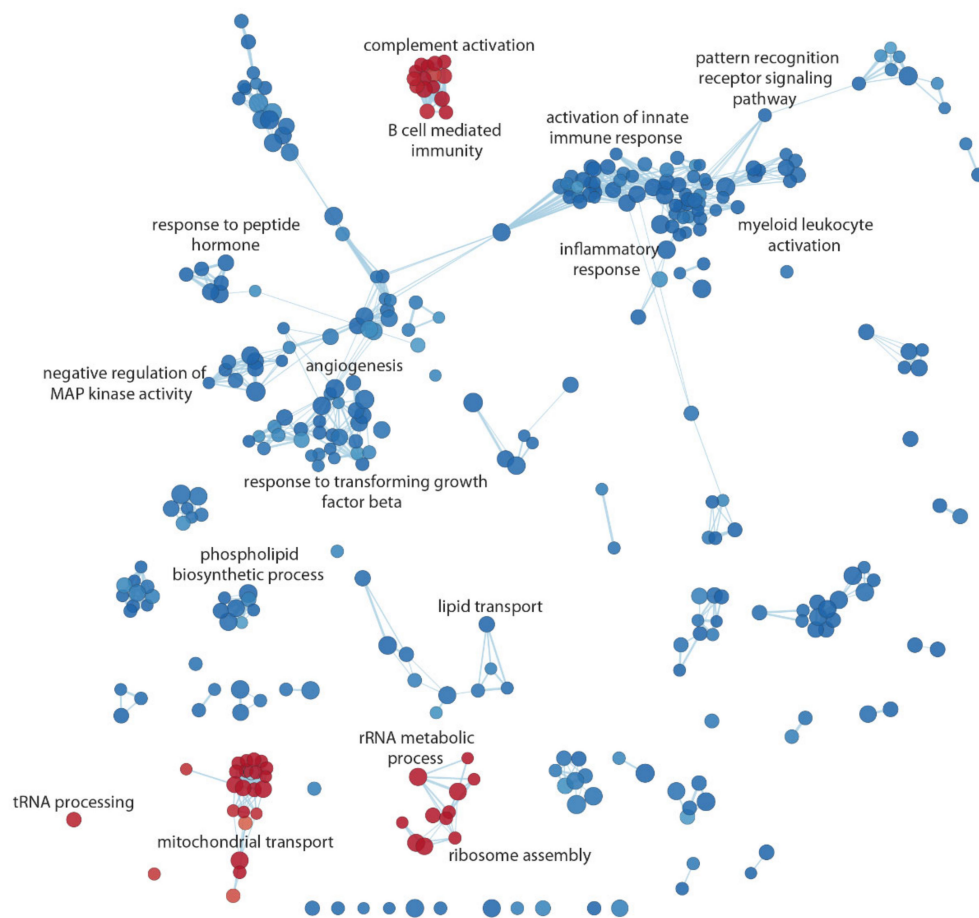 complement activation
B cell mediated
immunity
pattern recognition
receptor signaling
pathway
activation of innate
immune response
response to peptide
hormone
inflammatory
response
myeloid leukocyte
activation
negative regulation of
MAP kinase activity
angiogenesis
response to transforming growth
factor beta
phospholipid
biosynthetic process
lipid transport
rRNA metabolic
process
tRNA processing
mitochondrial transport
ribosome assembly